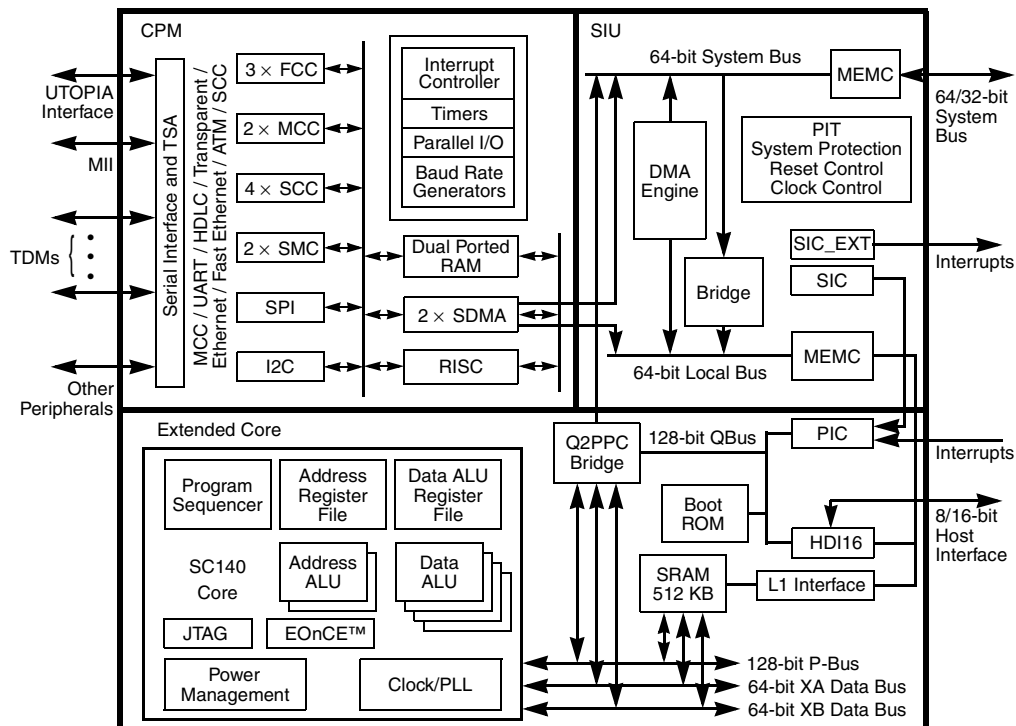 CPM
SIU
UTOPIA
Interface
MII
TDMs
Other
Peripherals
Serial Interface and TSA
MCC / UART / HDLC / Transparent /
Ethernet / Fast Ethernet / ATM / SCC
3 × FCC
2 × MCC
4 × SCC
2 × SMC
SPI
I2C
Interrupt
Controller
Timers
Parallel I/O
Baud Rate
Generators
Dual Ported
RAM
2 × SDMA
RISC
64-bit System Bus
MEMC
64/32-bit
System
Bus
PIT
System Protection
Reset Control
Clock Control
DMA
Engine
SIC_EXT
Interrupts
SIC
Bridge
MEMC
64-bit Local Bus
Extended Core
Program
Sequencer
Address
Register
File
Data ALU
Register
File
SC140
Core
Address
ALU
Data
ALU
JTAG
EOnCE™
Power
Management
Clock/PLL
Q2PPC
Bridge
128-bit QBus
PIC
Interrupts
Boot
ROM
HDI16
8/16-bit
Host
Interface
SRAM
512 KB
L1 Interface
128-bit P-Bus
64-bit XA Data Bus
64-bit XB Data Bus